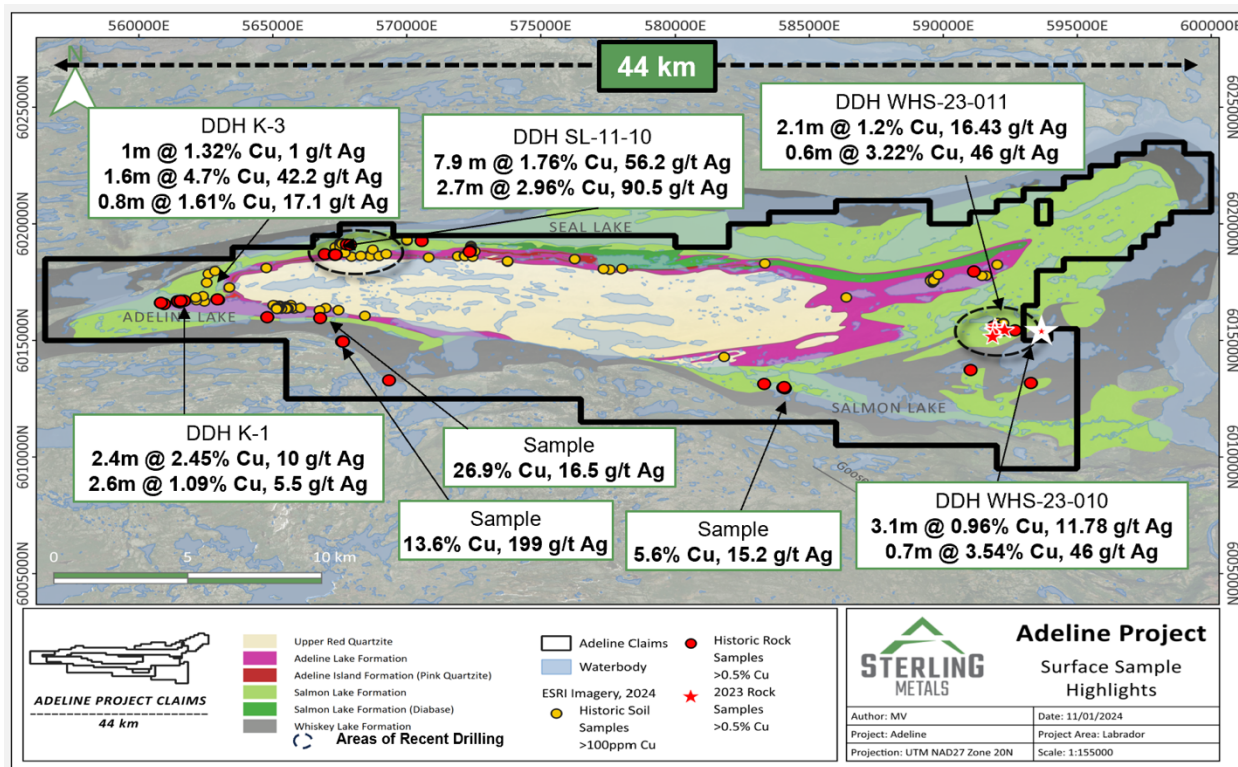 560000E 565000E 570000E 575000E 580000E 585000E 590000E 595000E 600000E
N
44 km
6025000N
6020000N
6015000N
6010000N
6005000N
6025000N
6020000N
6015000N
6010000N
6005000N
DDH K-3
1m @ 1.32% Cu, 1 g/t Ag
1.6m @ 4.7% Cu, 42.2 g/t Ag
0.8m @ 1.61% Cu, 17.1 g/t Ag
DDH SL-11-10
7.9 m @ 1.76% Cu, 56.2 g/t Ag
2.7m @ 2.96% Cu, 90.5 g/t Ag
DDH WHS-23-011
2.1m @ 1.2% Cu, 16.43 g/t Ag
0.6m @ 3.22% Cu, 46 g/t Ag
SEAL LAKE
ADELINE LAKE
SALMON LAKE
Goose
DDH K-1
2.4m @ 2.45% Cu, 10 g/t Ag
2.6m @ 1.09% Cu, 5.5 g/t Ag
Sample
26.9% Cu, 16.5 g/t Ag
Sample
13.6% Cu, 199 g/t Ag
Sample
5.6% Cu, 15.2 g/t Ag
DDH WHS-23-010
3.1m @ 0.96% Cu, 11.78 g/t Ag
0.7m @ 3.54% Cu, 46 g/t Ag
0 5 10 km
ADELINE PROJECT CLAIMS
44 km
Upper Red Quartzite
Adeline Lake Formation
Adeline Island Formation (Pink Quartzite)
Salmon Lake Formation
Salmon Lake Formation (Diabase)
Whiskey Lake Formation
Areas of Recent Drilling
Adeline Claims
Waterbody
ESRI Imagery, 2024
Historic Soil
Samples
>100ppm Cu
Historic Rock
Samples
>0.5% Cu
2023 Rock
Samples
>0.5% Cu
STERLING
METALS
Adeline Project
Surface Sample
Highlights
Author: MV
Date: 11/01/2024
Project: Adeline
Project Area: Labrador
Projection: UTM NAD27 Zone 20N
Scale: 1:155000